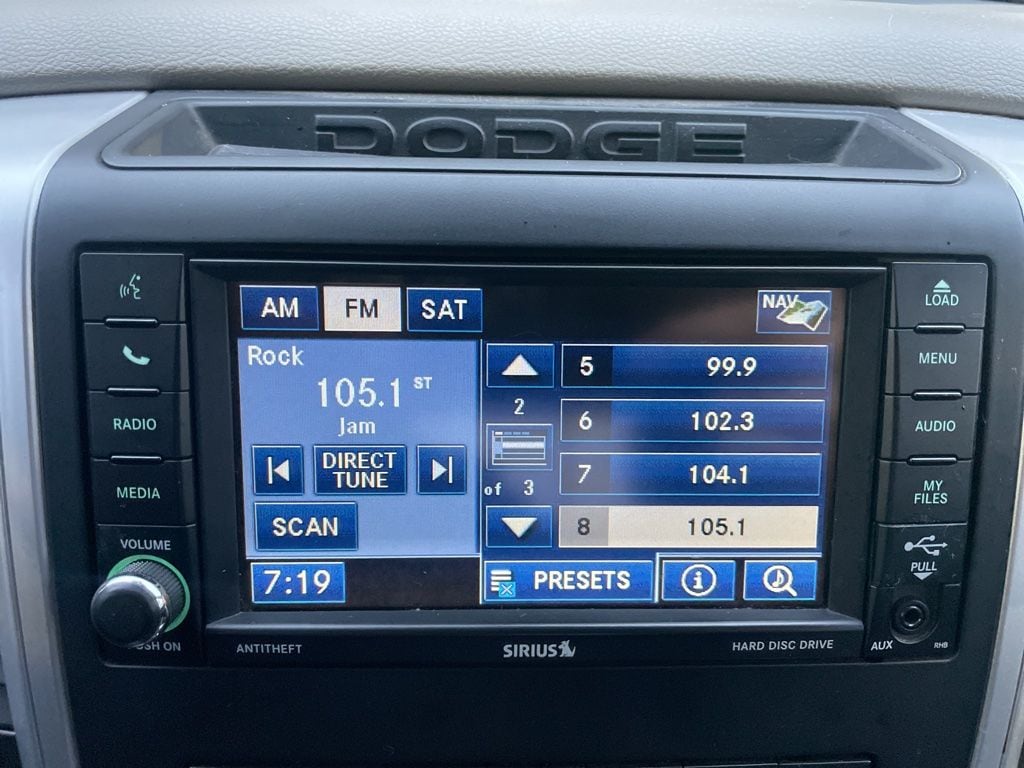 DODGE
LOAD
MENU
RADIO
AUDIO
MEDIA
MY
FILES
VOLUME
PULL
AUX
RHB
ANTITHEFT
SIRIUS
HARD DISC DRIVE
AM FM SAT NAV
Rock
105.1 ST
Jam
DIRECT
TUNE
SCAN
7:19
2
of 3
5 99.9
6 102.3
7 104.1
8 105.1
PRESETS
ON